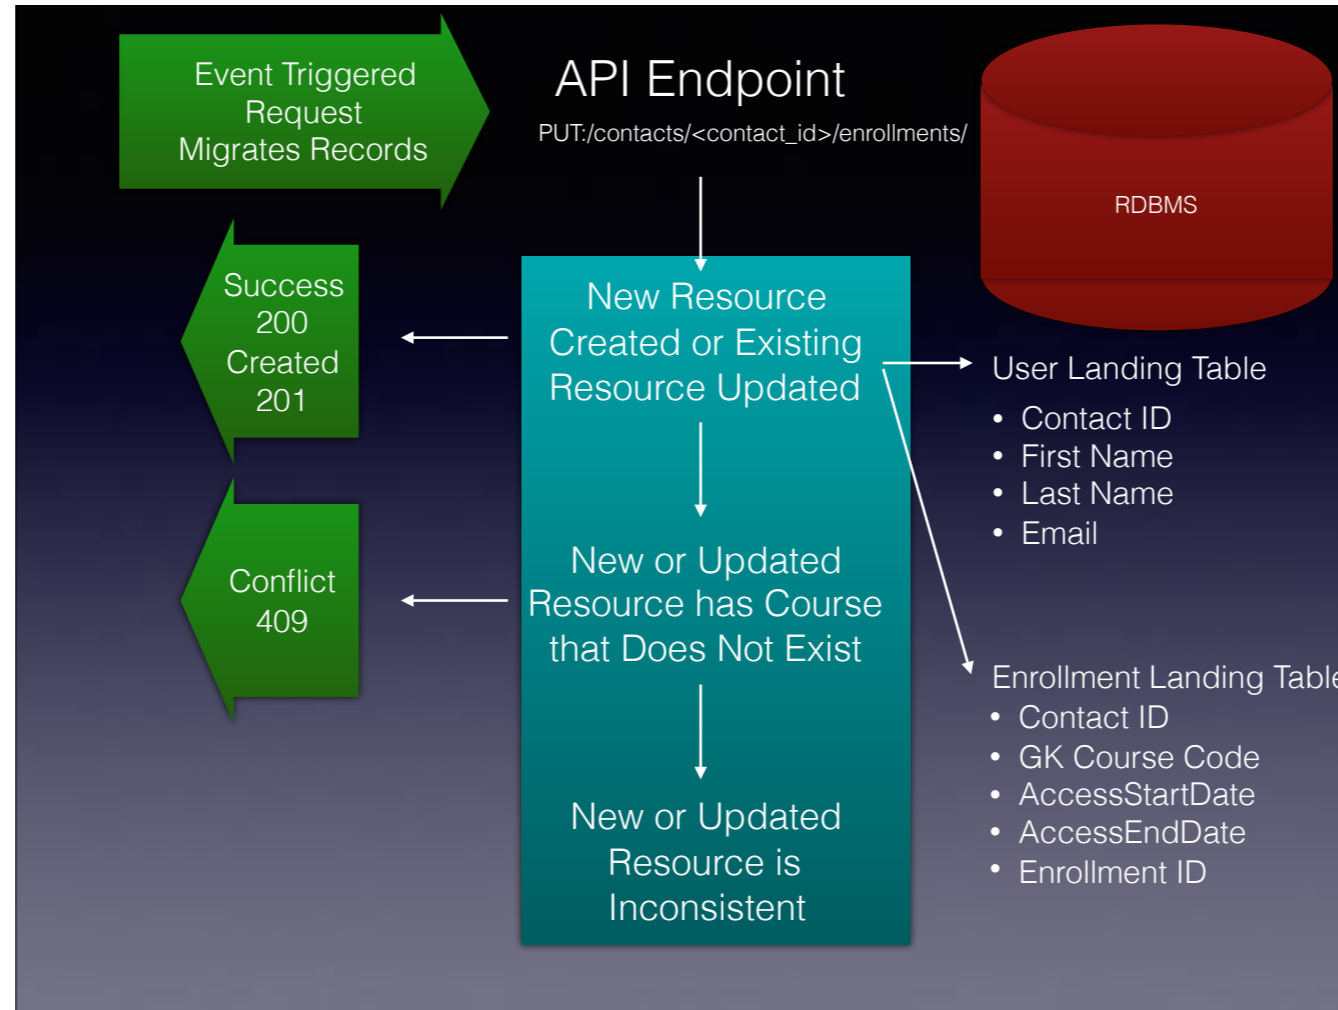 Event Triggered
Request
Migrates Records
API Endpoint
PUT:/contacts/<contact_id>/enrollments/
RDBMS
Success
200
Created
201
New Resource
Created or Existing
Resource Updated
User Landing Table
• Contact ID
• First Name
• Last Name
• Email
Conflict
409
New or Updated
Resource has Course
that Does Not Exist
Enrollment Landing Table
• Contact ID
• GK Course Code
• AccessStartDate
• AccessEndDate
• Enrollment ID
New or Updated
Resource is
Inconsistent